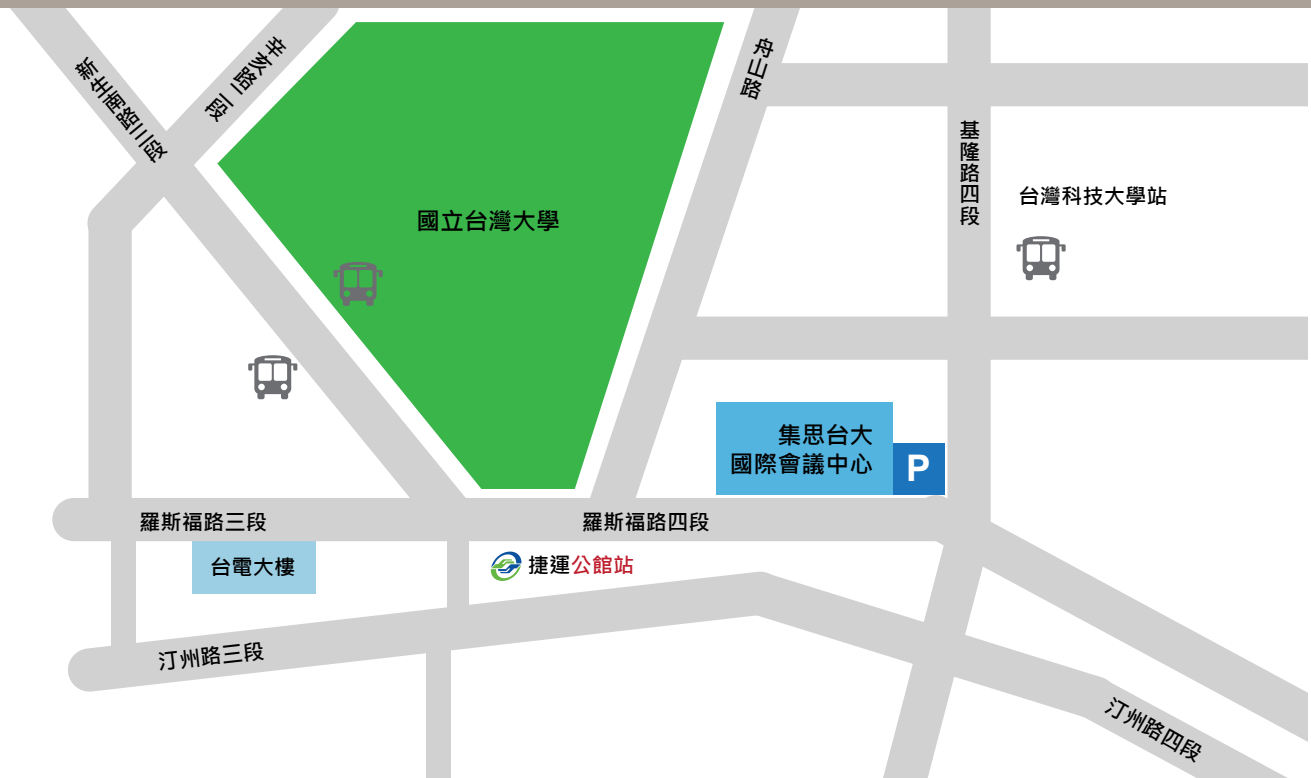 新生南路三段
辛亥路一段
舟山路
基隆路四段
台灣科技大學站
國立台灣大學
集思台大
國際會議中心
P
羅斯福路三段
羅斯福路四段
台電大樓
捷運公館站
汀州路三段
汀州路四段